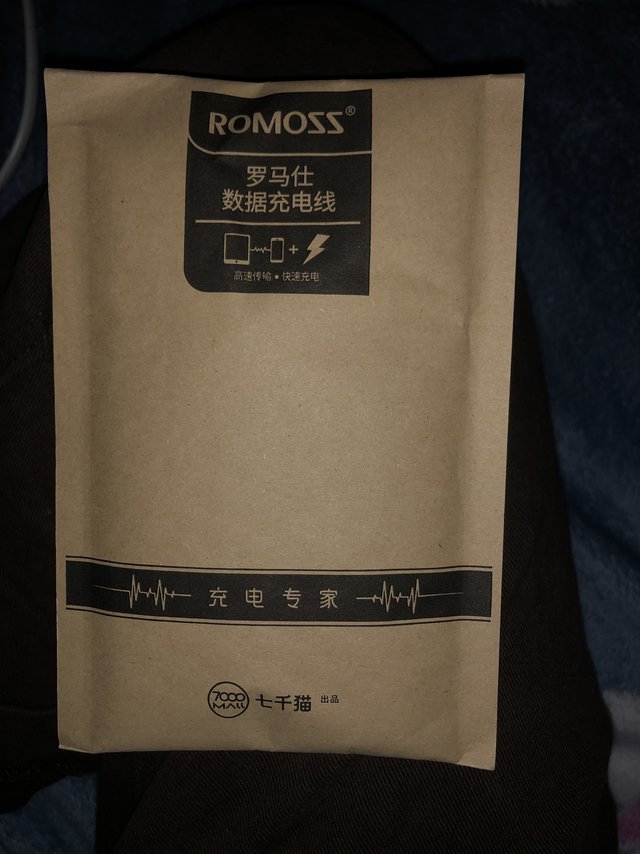 ROMOSS®
罗马仕
数据充电线
+
高速传输 • 快速充电
充电专家
7000
MALL
七千猫 出品